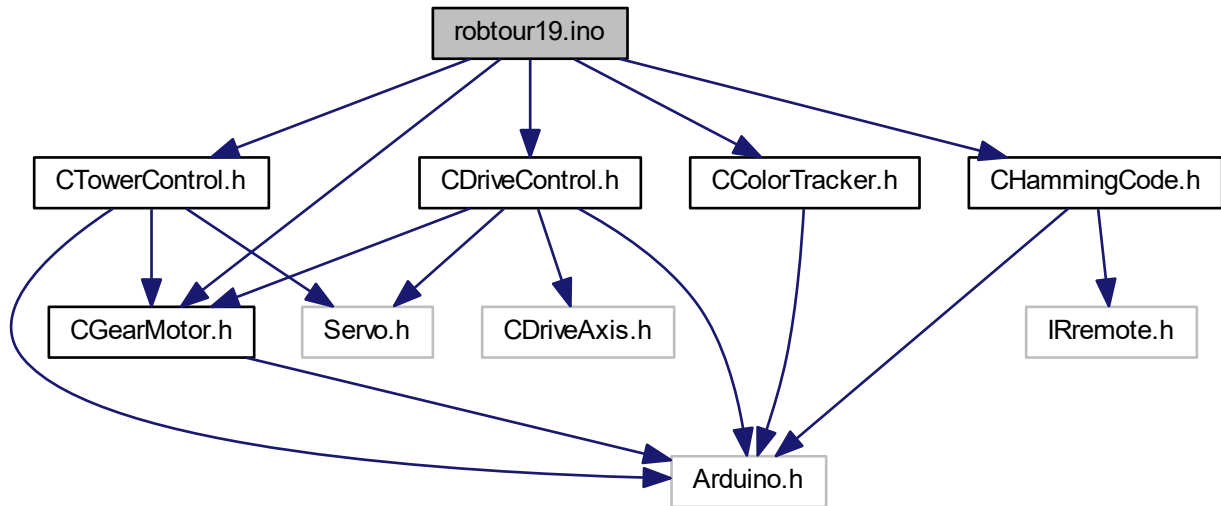 robtour19.ino
CTowerControl.h
CDriveControl.h
CColorTracker.h
CHammingCode.h
CGearMotor.h
Servo.h
CDriveAxis.h
IRremote.h
Arduino.h